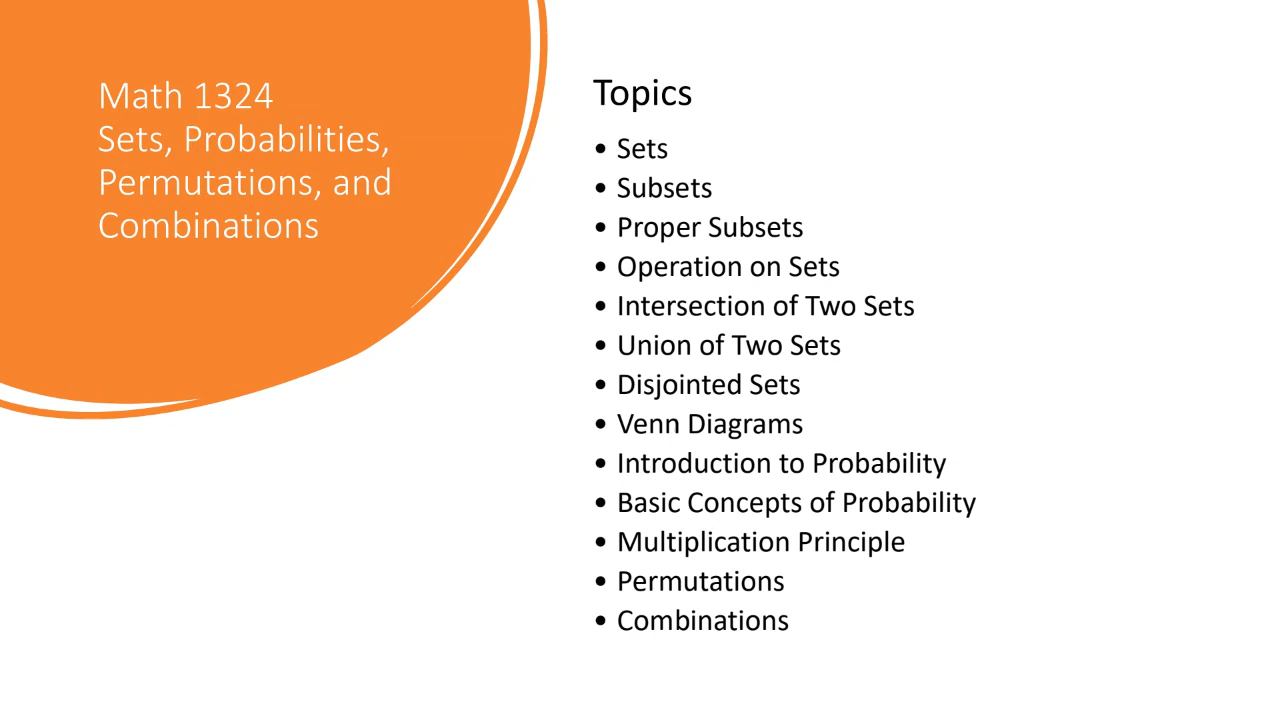 Math 1324
Sets, Probabilities,
Permutations, and
Combinations
Topics
• Sets
• Subsets
• Proper Subsets
• Operation on Sets
• Intersection of Two Sets
• Union of Two Sets
• Disjointed Sets
• Venn Diagrams
• Introduction to Probability
• Basic Concepts of Probability
• Multiplication Principle
• Permutations
• Combinations